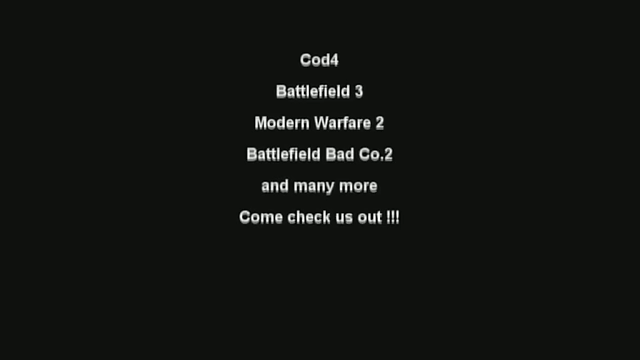 Cod4
Battlefield 3
Modern Warfare 2
Battlefield Bad Co.2
and many more
Come check us out !!!